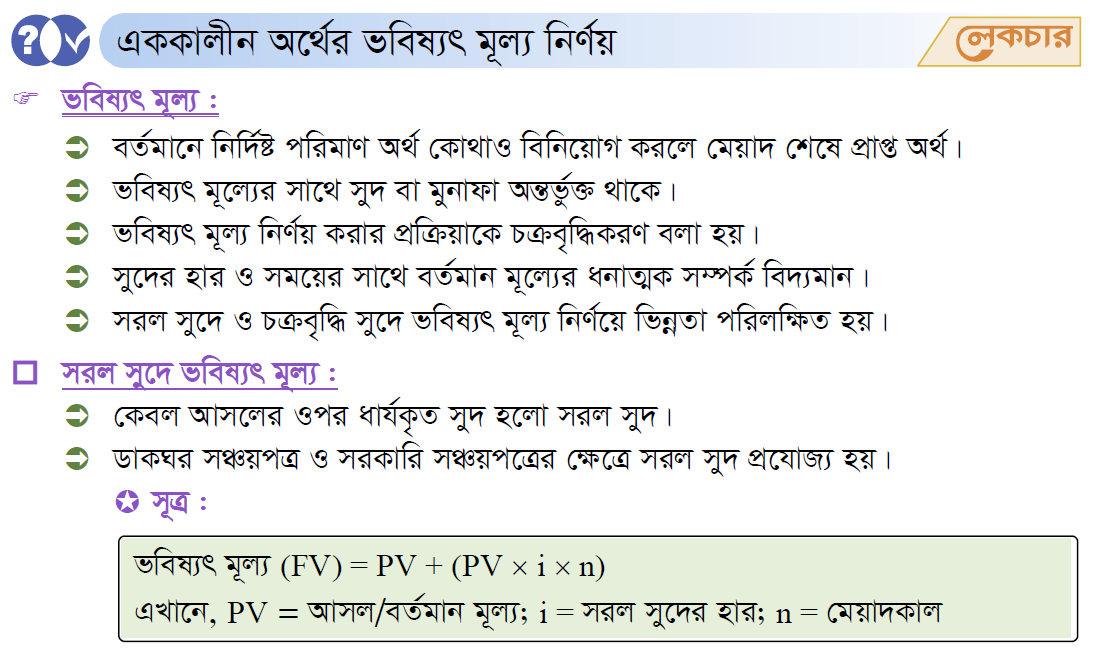 এককালীন অর্থের ভবিষ্যৎ মূল্য নির্ণয়
লেকচার
ভবিষ্যৎ মূল্য :
বর্তমানে নির্দিষ্ট পরিমাণ অর্থ কোথাও বিনিয়োগ করলে মেয়াদ শেষে প্রাপ্ত অর্থ।
ভবিষ্যৎ মূল্যের সাথে সুদ বা মুনাফা অন্তর্ভুক্ত থাকে।
ভবিষ্যৎ মূল্য নির্ণয় করার প্রক্রিয়াকে চক্রবৃদ্ধিকরণ বলা হয়।
সুদের হার ও সময়ের সাথে বর্তমান মূল্যের ধনাত্মক সম্পর্ক বিদ্যমান।
সরল সুদে ও চক্রবৃদ্ধি সুদে ভবিষ্যৎ মূল্য নির্ণয়ে ভিন্নতা পরিলক্ষিত হয়।
সরল সুদে ভবিষ্যৎ মূল্য :
কেবল আসলের ওপর ধার্যকৃত সুদ হলো সরল সুদ।
ডাকঘর সঞ্চয়পত্র ও সরকারি সঞ্চয়পত্রের ক্ষেত্রে সরল সুদ প্রযোজ্য হয়।
সূত্র :
ভবিষ্যৎ মূল্য (FV) = PV + (PV × i × n)
এখানে, PV = আসল/বর্তমান মূল্য; i = সরল সুদের হার; n = মেয়াদকাল